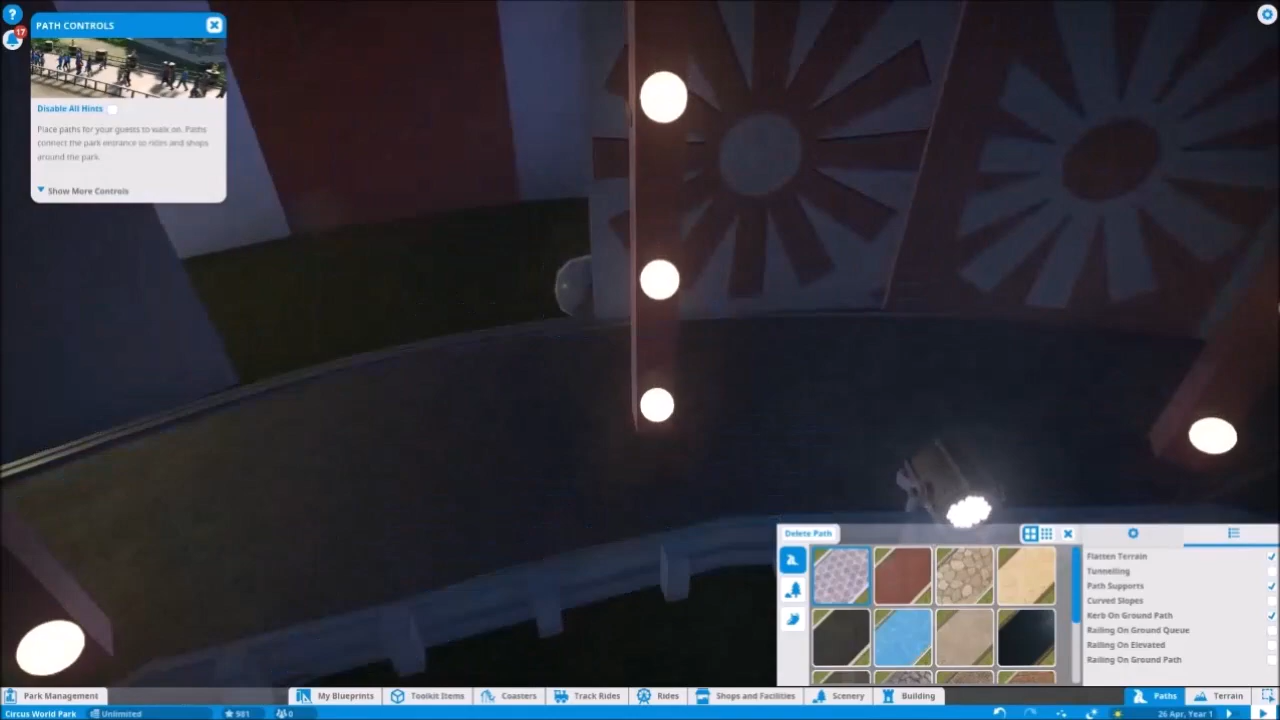 ?
17
PATH CONTROLS
Disable All Hints
Place paths for your guests to walk on. Paths
connect the park entrance to rides and shops
around the park.
Show More Controls
Delete Path
Flatten Terrain
Tunnelling
Path Supports
Curved Slopes
Kerb On Ground Path
Railing On Ground Queue
Railing On Elevated
Railing On Ground Path
Park Management
My Blueprints
Toolkit Items
Coasters
Track Rides
Rides
Shops and Facilities
Scenery
Building
Paths
Terrain
Circus World Park
Unlimited
981
0
26 Apr, Year 1